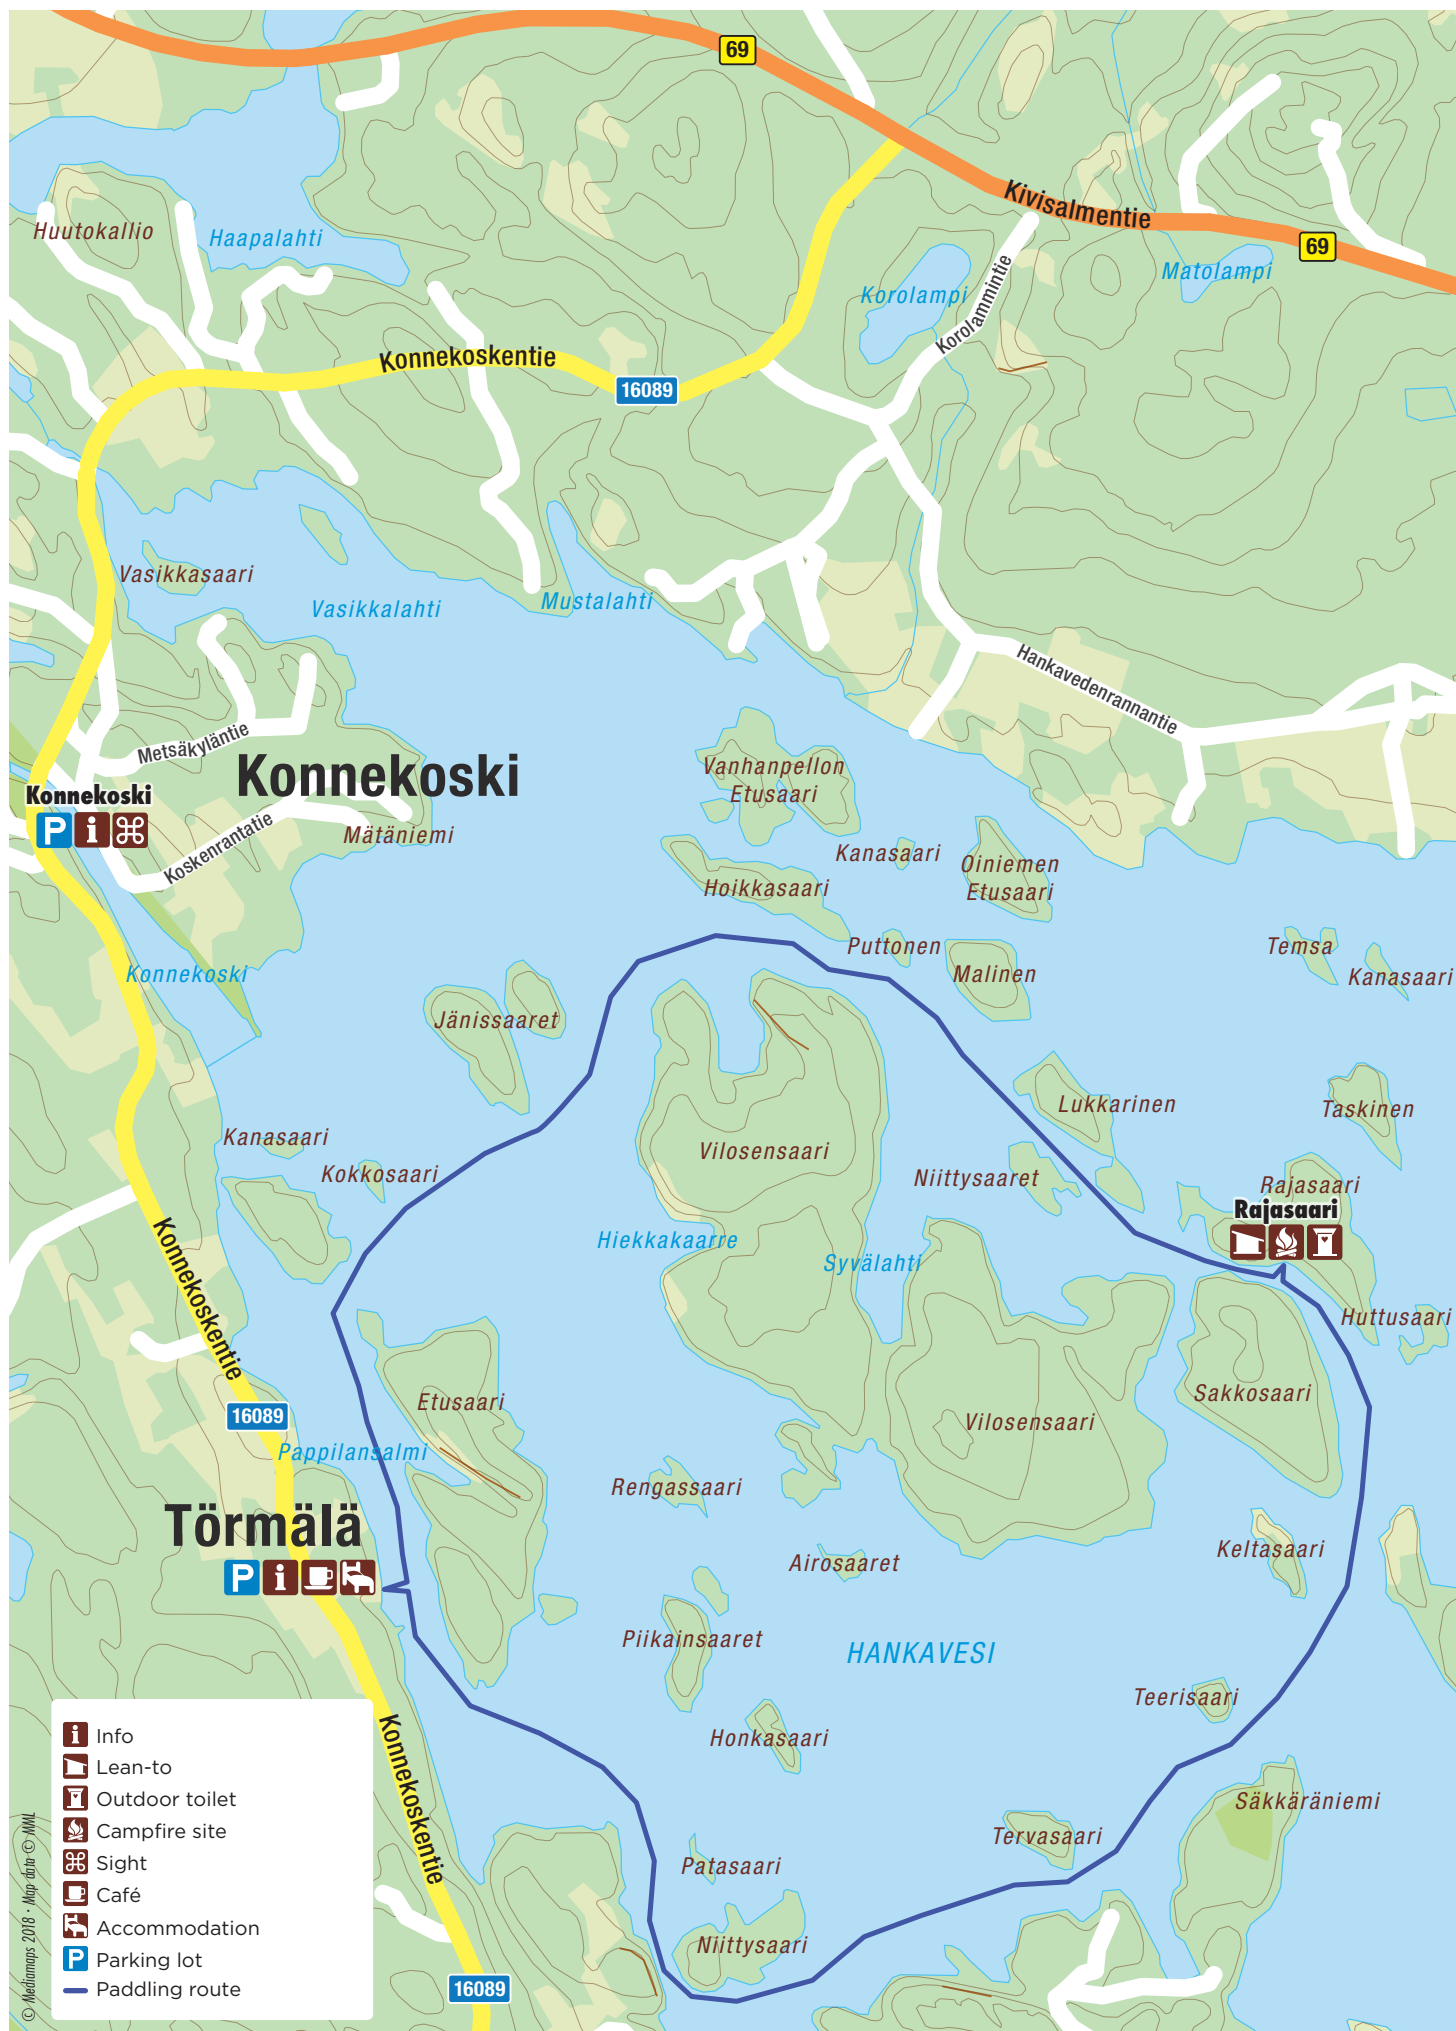 69
Kivisalmentie
69
Huutokallio
Haapalahti
Matolampi
Korolampi
Korolammintie
Konnekoskentie
16089
Vasikkasaari
Vasikkalahti
Mustalahti
Hankavedenrannantie
Metsäkyläntie
Konnekoski
Konnekoski
P i
Koskenrantatie
Mätäniemi
Vanhanpellon
Etusaari
Kanasaari
Oiniemen
Etusaari
Hoikkasaari
Puttonen
Malinen
Temsa
Kanasaari
Konnekoski
Jänissaaret
Lukkarinen
Taskinen
Kanasaari
Kokkosaari
Vilosensaari
Niittysaaret
Rajasaari
Rajasaari
Hiekkakaarre
Syvälahti
Konnekoskentie
Huttusaari
Etusaari
Sakkosaari
16089
Vilosensaari
Pappilansalmi
Rengassaari
Törmälä
P i
Airosaaret
Keltasaari
Piikainsaaret
HANKAVESI
Teerisaari
Honkasaari
Konnekoskentie
Säkkäräniemi
Tervasaari
Patasaari
Niittysaari
16089
i Info
Lean-to
Outdoor toilet
Campfire site
Sight
Café
Accommodation
P Parking lot
Paddling route
© Mediamaps 2018 · Map data © MML